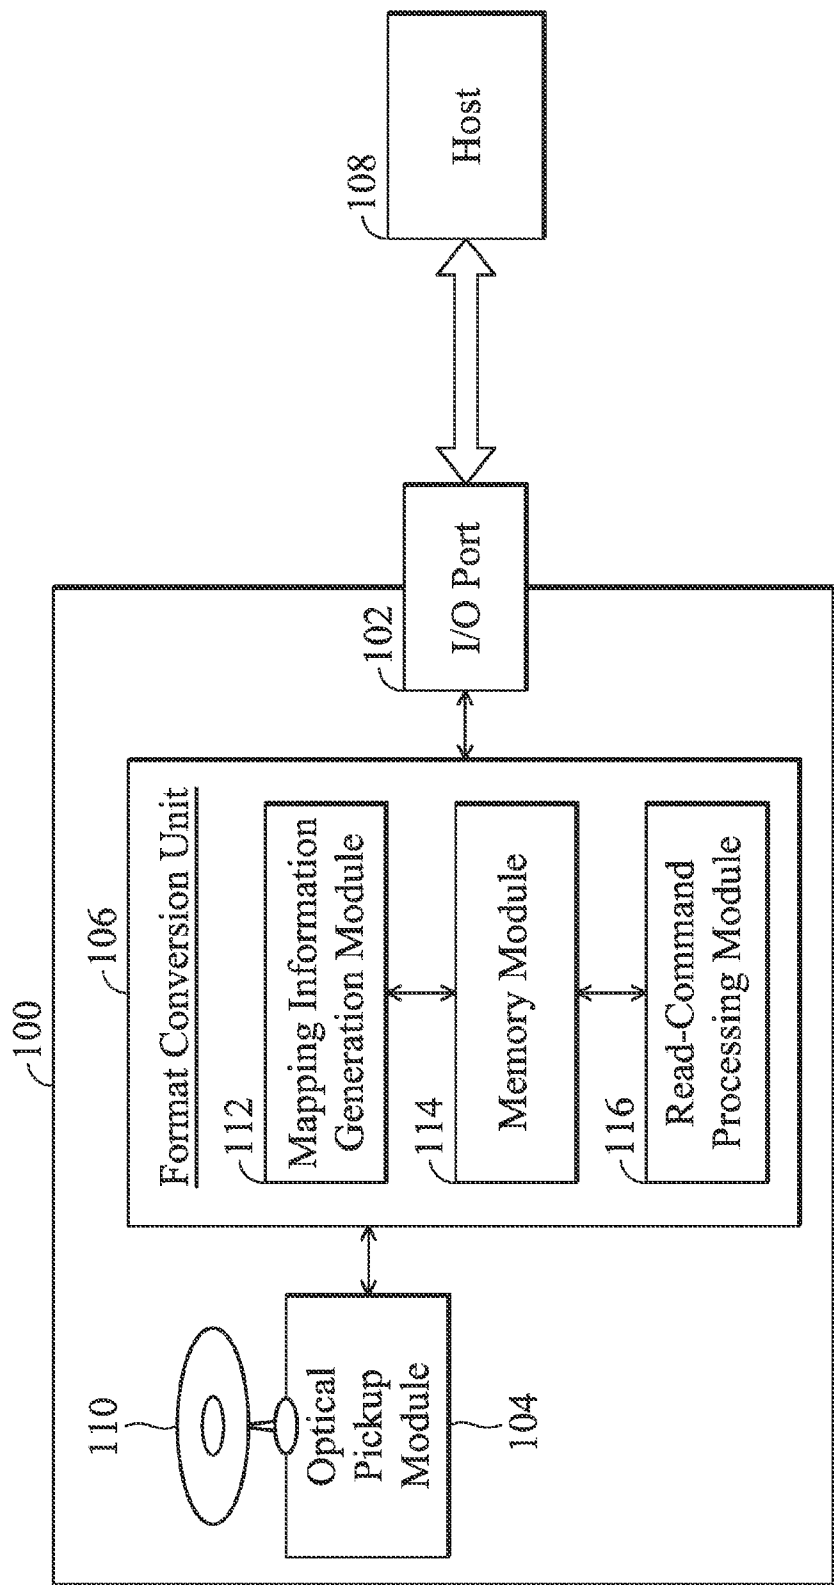 100
106
Format Conversion Unit
110
112
Mapping Information
Generation Module
102
I/O Port
108
Host
Optical
Pickup
Module
104
114
Memory Module
116
Read-Command
Processing Module